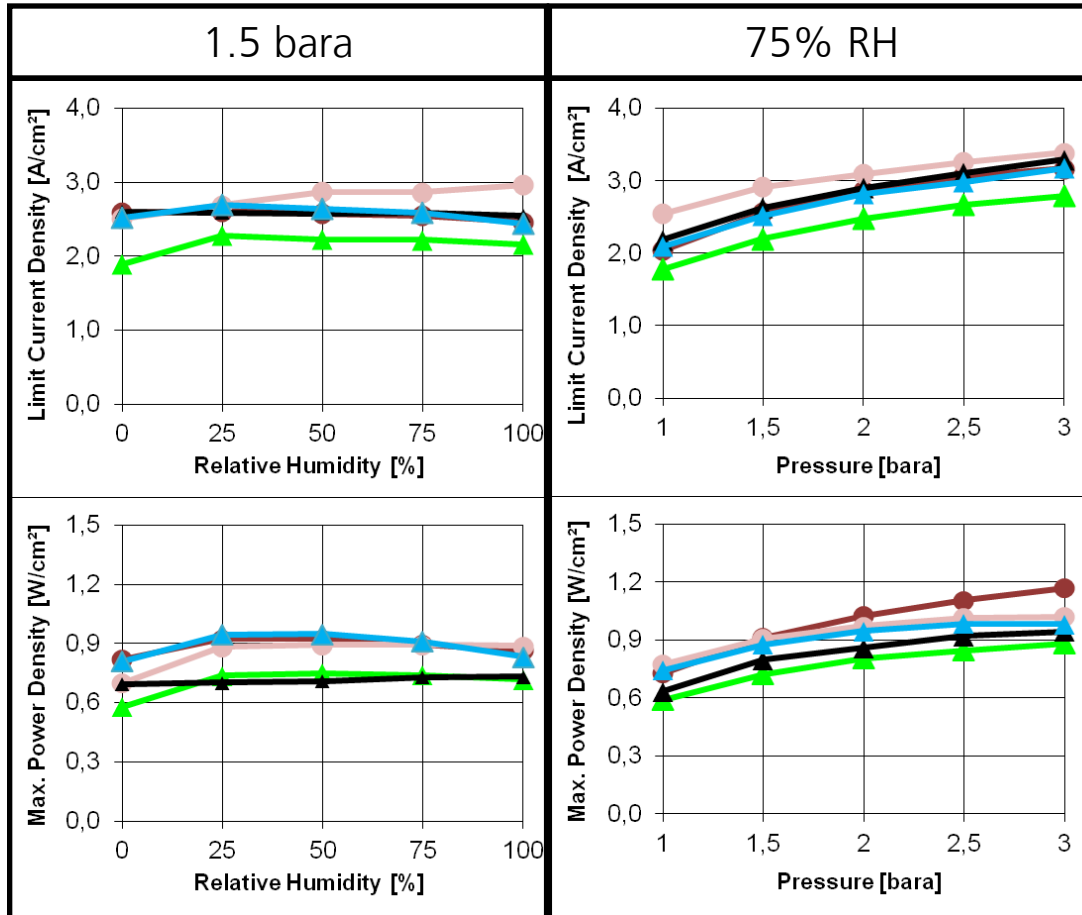 1.5 bara
75% RH
Limit Current Density [A/cm²]
4,0
3,0
2,0
1,0
0,0
0 25 50 75 100
Relative Humidity [%]
Limit Current Density [A/cm²]
4,0
3,0
2,0
1,0
0,0
1 1,5 2 2,5 3
Pressure [bara]
Max. Power Density [W/cm²]
1,5
1,2
0,9
0,6
0,3
0,0
0 25 50 75 100
Relative Humidity [%]
Max. Power Density [W/cm²]
1,5
1,2
0,9
0,6
0,3
0,0
1 1,5 2 2,5 3
Pressure [bara]